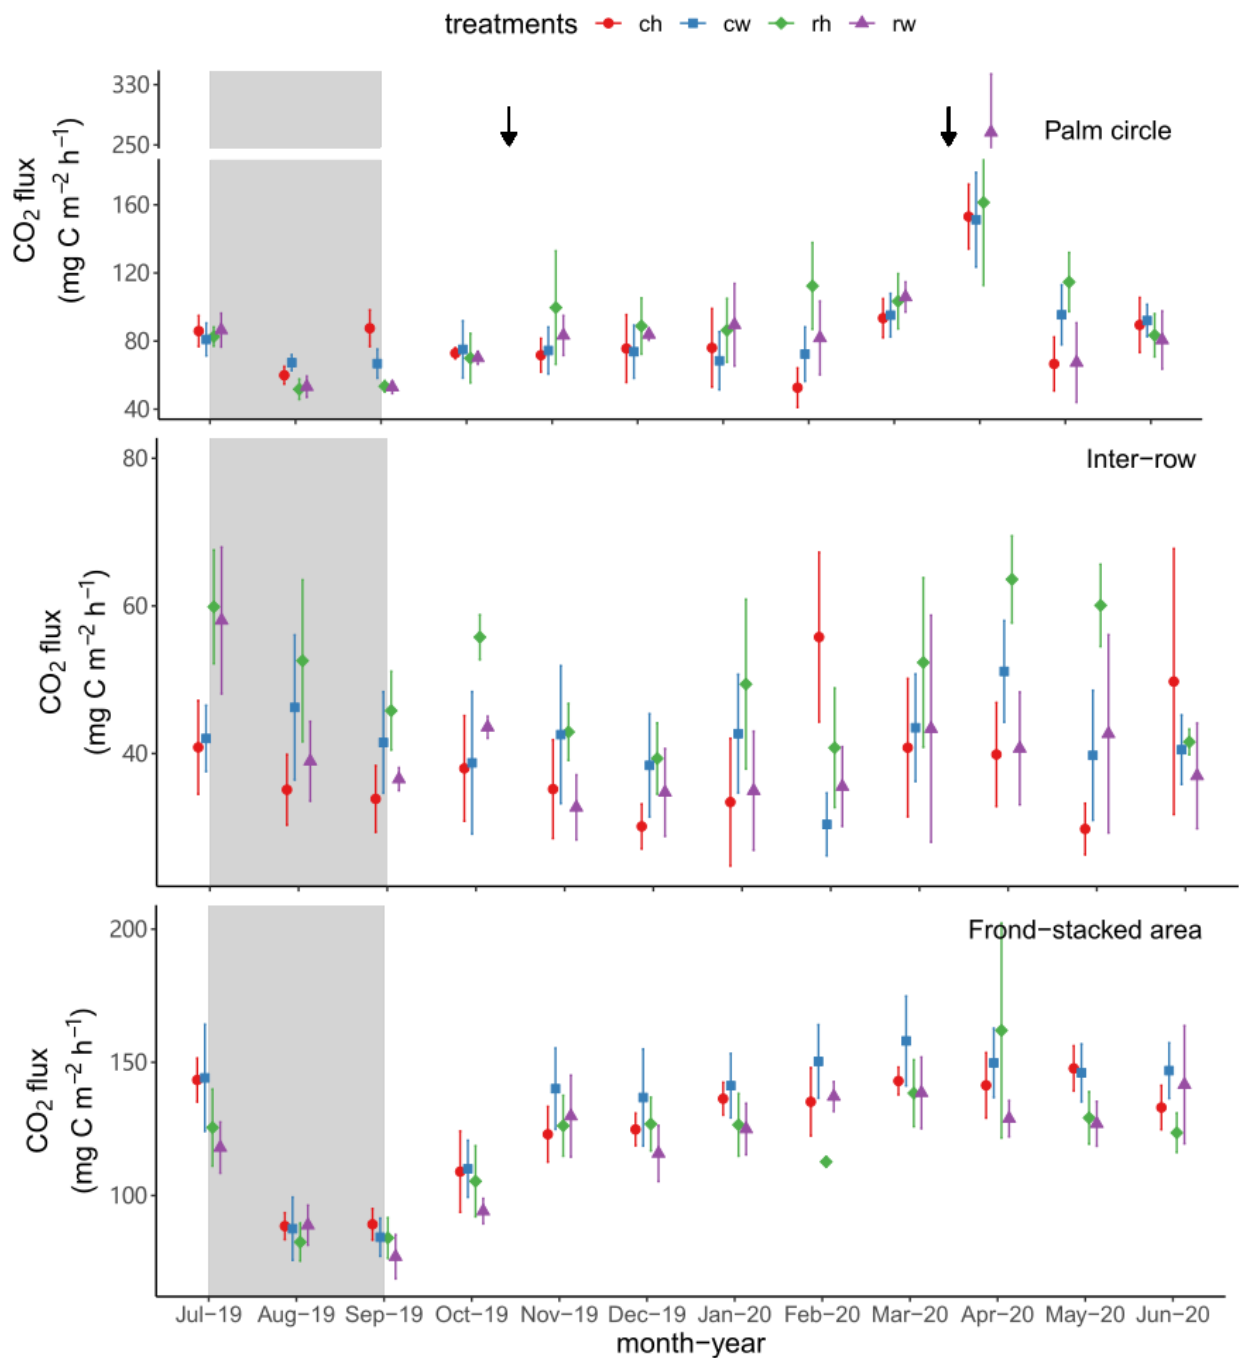 treatments ch cw rh rw
330
250
160
120
80
40
CO2 flux
(mg C m−2 h−1)
Palm circle
80
60
40
CO2 flux
(mg C m−2 h−1)
Inter−row
200
150
100
CO2 flux
(mg C m−2 h−1)
Frond−stacked area
Jul−19 Aug−19 Sep−19 Oct−19 Nov−19 Dec−19 Jan−20 Feb−20 Mar−20 Apr−20 May−20 Jun−20
month−year